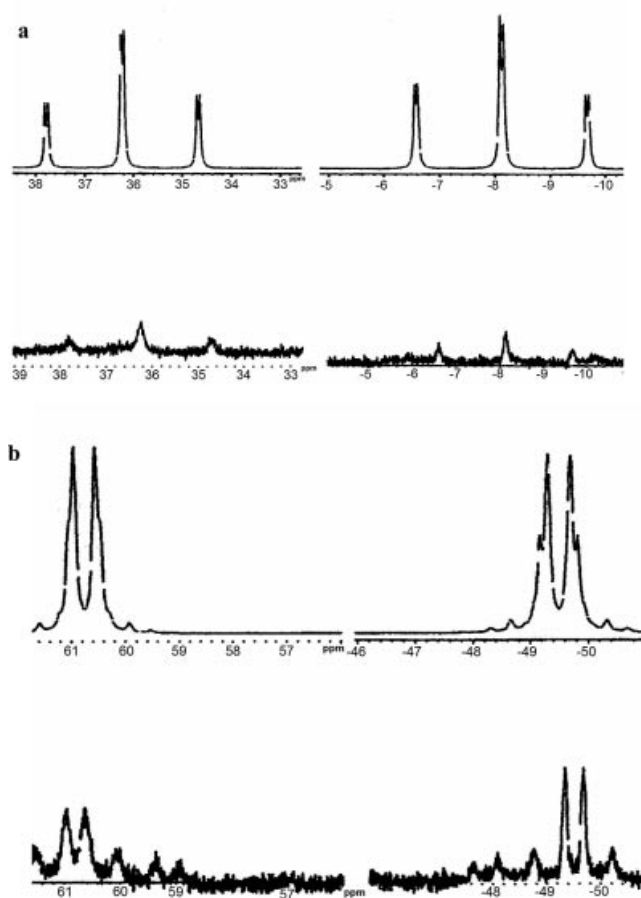 a
38 37 36 35 34 33 ppm -5 -6 -7 -8 -9 -10
39 38 37 36 35 34 33 ppm -5 -6 -7 -8 -9 -10
b
61 60 59 58 57 ppm -46 -47 -48 -49 -50
61 60 59 57 ppm -48 -49 -50